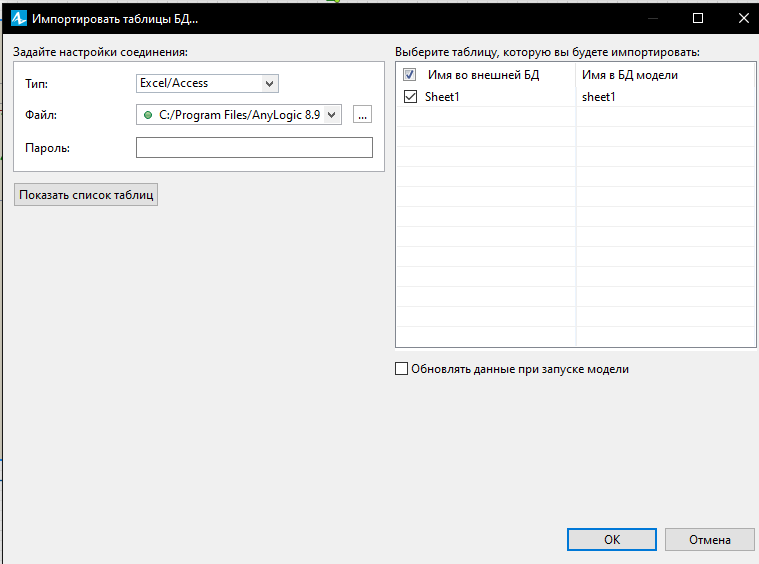 Импортировать таблицы БД...
Задайте настройки соединения:
Тип:
Excel/Access
Файл:
C:/Program Files/AnyLogic 8.9
...
Пароль:
Показать список таблиц
Выберите таблицу, которую вы будете импортировать:
Имя во внешней БД Имя в БД модели
Sheet1 sheet1
Обновлять данные при запуске модели
OK
Отмена